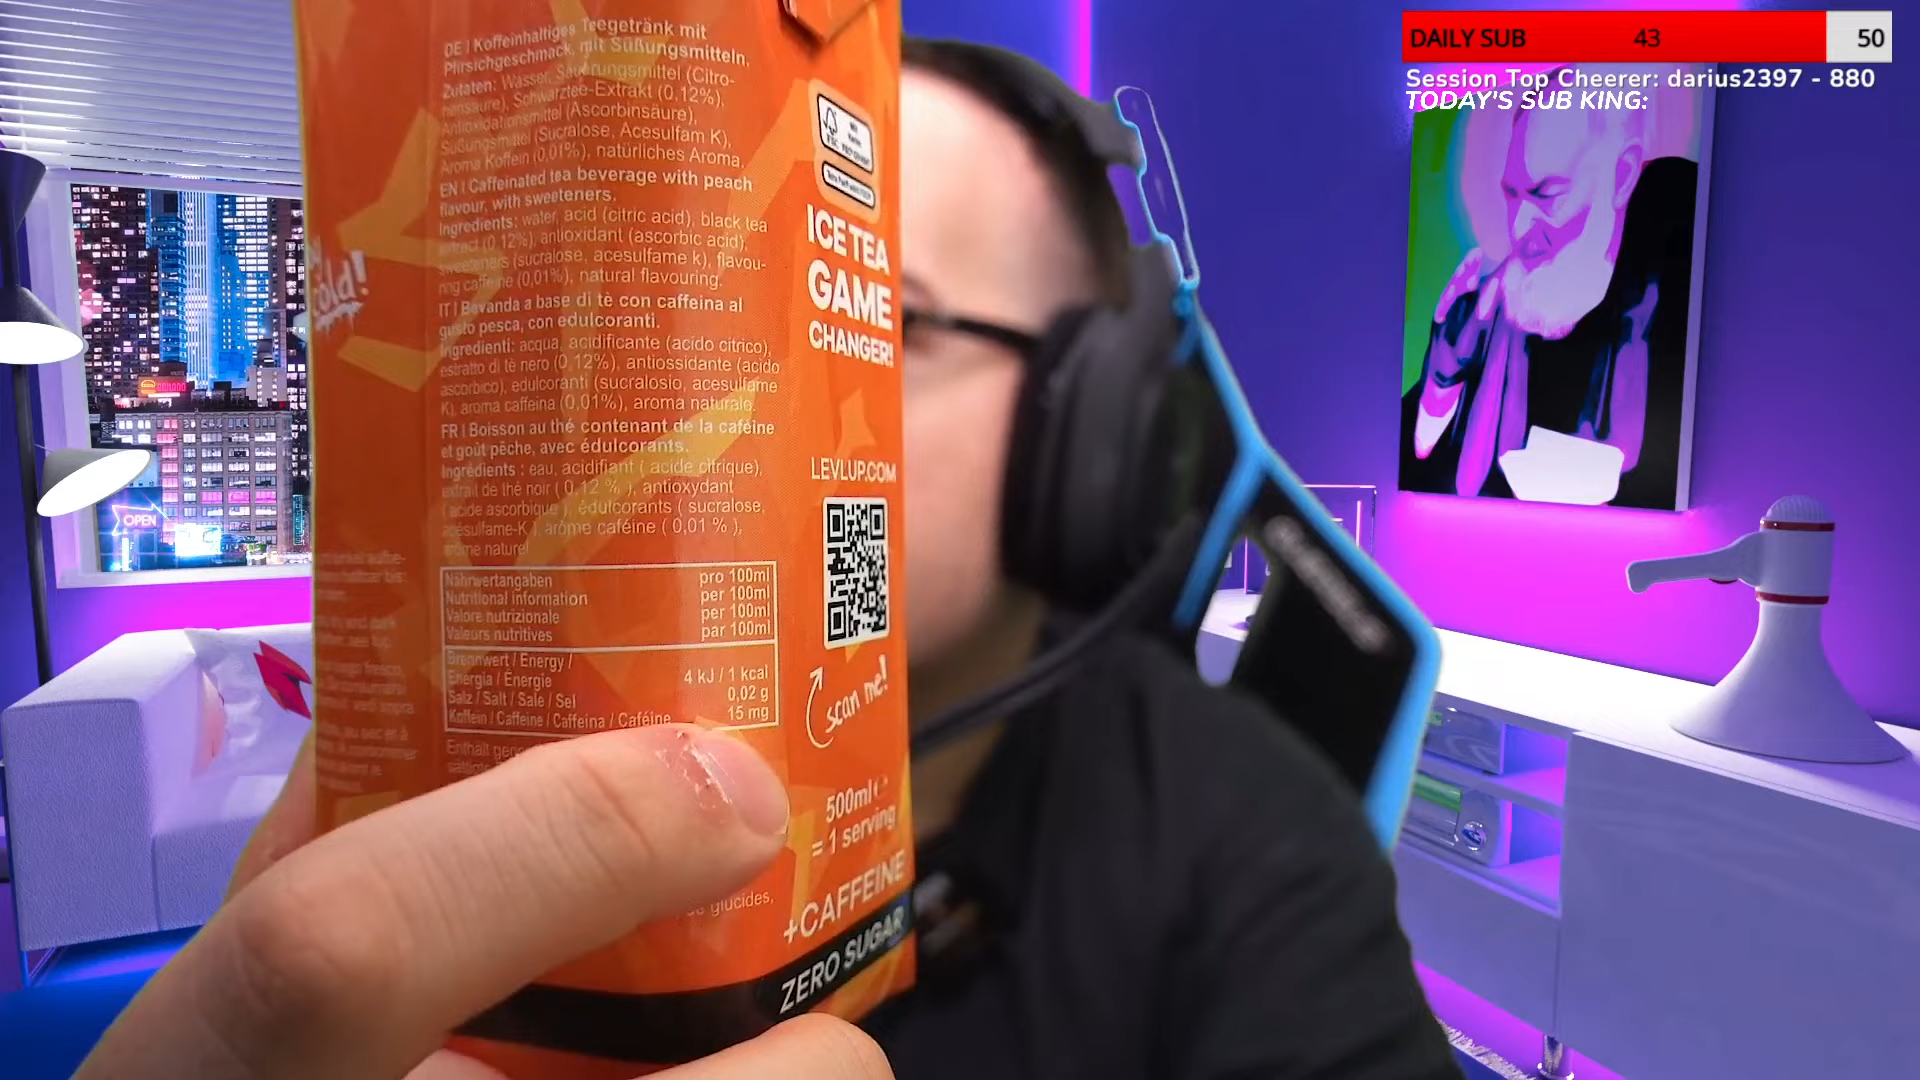 DAILY SUB 43 50
Session Top Cheerer: darius2397 - 880
TODAY'S SUB KING:
DE | Koffeinhaltiges Teegetränk mit
Pfirsichgeschmack, mit Süßungsmitteln.
Zutaten: Wasser, Säuerungsmittel (Citro-
nensäure), Schwarztee-Extrakt (0,12%),
Antioxidationsmittel (Ascorbinsäure),
Süßungsmittel (Sucralose, Acesulfam K),
Aroma Koffein (0,01%), natürliches Aroma.
EN | Caffeinated tea beverage with peach
flavour, with sweeteners.
Ingredients: water, acid (citric acid), black tea
extract (0,12%), antioxidant (ascorbic acid),
sweeteners (sucralose, acesulfame k), flavou-
ring caffeine (0,01%), natural flavouring.
IT | Bevanda a base di tè con caffeina al
gusto pesca, con edulcoranti.
Ingredienti: acqua, acidificante (acido citrico),
estratto di tè nero (0,12%), antiossidante (acido
ascorbico), edulcoranti (sucralosio, acesulfame
K), aroma caffeina (0,01%), aroma naturale.
FR | Boisson au thé contenant de la caféine
et goût pêche, avec édulcorants.
Ingrédients : eau, acidifiant ( acide citrique),
extrait de thé noir ( 0,12 % ), antioxydant
( acide ascorbique ), édulcorants ( sucralose,
acésulfame-K ), arôme caféine ( 0,01 % ),
arôme naturel
Nährwertangaben pro 100ml
Nutritional information per 100ml
Valore nutrizionale per 100ml
Valeurs nutritives par 100ml
Brennwert / Energy /
Energia / Énergie 4 kJ / 1 kcal
Salz / Salt / Sale / Sel 0,02 g
Koffein / Caffeine / Caffeina / Caféine 15 mg
Enthält
glucides,
cold!
ICE TEA
GAME
CHANGER!
LEVLUP.COM
scan me!
500ml e
= 1 serving
+CAFFEINE
ZERO SUGAR
OPEN